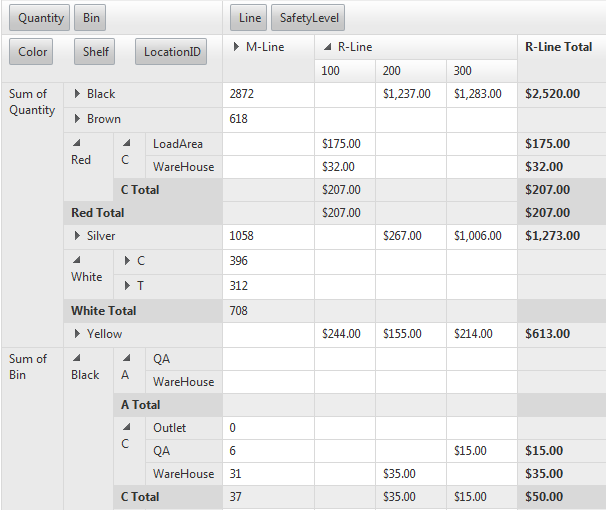 Quantity Bin Line SafetyLevel
Color Shelf LocationID M-Line R-Line R-Line Total
100 200 300
Sum of Quantity Black 2872 $1,237.00 $1,283.00 $2,520.00
Brown 618
Red C LoadArea $175.00 $175.00
WareHouse $32.00 $32.00
C Total $207.00 $207.00
Red Total $207.00 $207.00
Silver 1058 $267.00 $1,006.00 $1,273.00
White C 396
T 312
White Total 708
Yellow $244.00 $155.00 $214.00 $613.00
Sum of Bin Black A QA
WareHouse
A Total
C Outlet 0
QA 6 $15.00 $15.00
WareHouse 31 $35.00 $35.00
C Total 37 $35.00 $15.00 $50.00